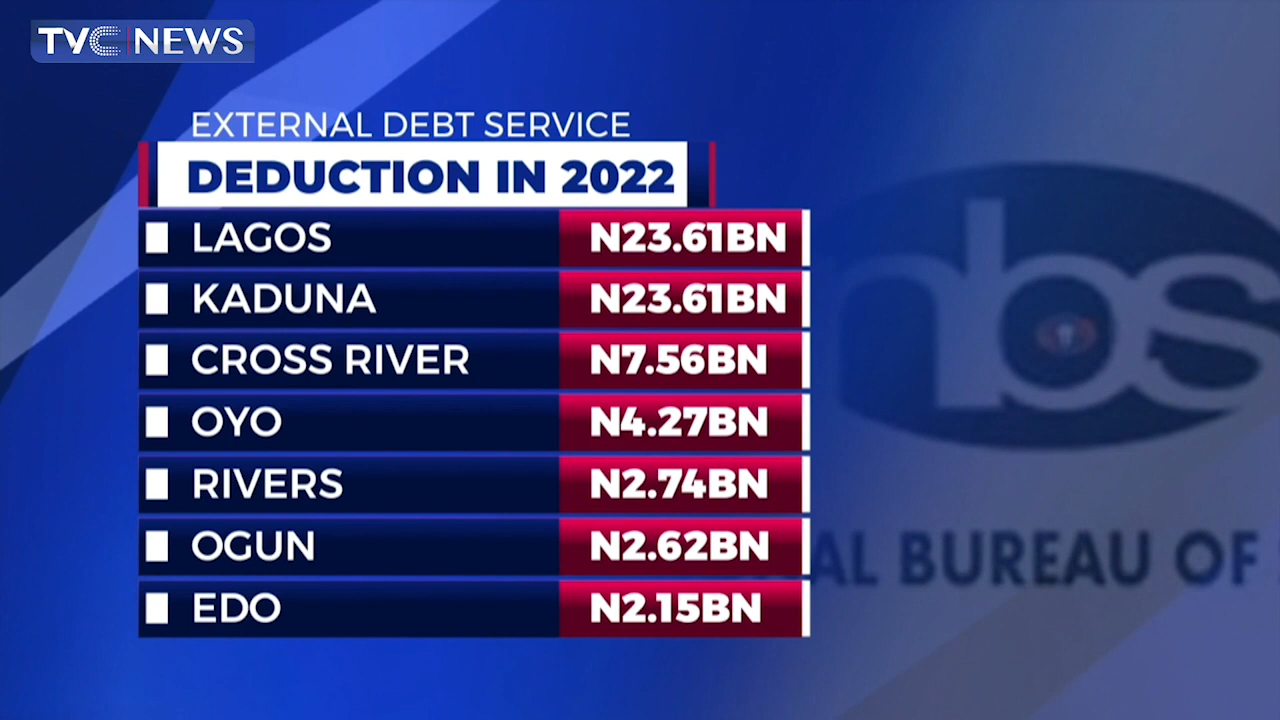 TVC NEWS
EXTERNAL DEBT SERVICE
DEDUCTION IN 2022
LAGOS N23.61BN
KADUNA N23.61BN
CROSS RIVER N7.56BN
OYO N4.27BN
RIVERS N2.74BN
OGUN N2.62BN
EDO N2.15BN
nbs
BUREAU OF